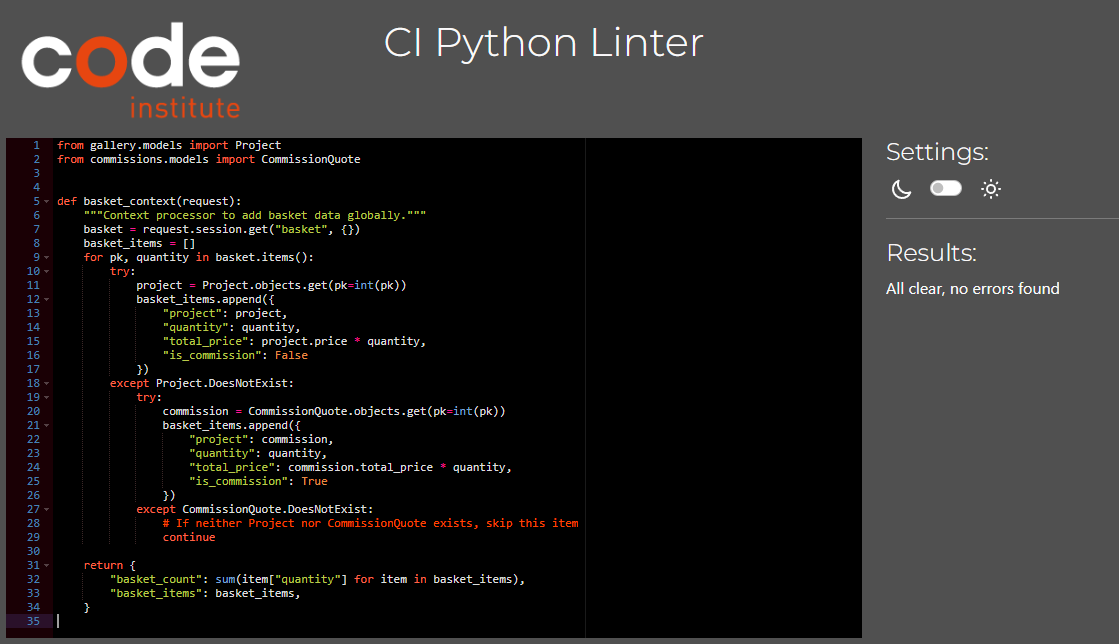 code
institute
CI Python Linter
1 from gallery.models import Project
2 from commissions.models import CommissionQuote
3
4
5 def basket_context(request):
6     """Context processor to add basket data globally."""
7     basket = request.session.get("basket", {})
8     basket_items = []
9     for pk, quantity in basket.items():
10         try:
11             project = Project.objects.get(pk=int(pk))
12             basket_items.append({
13                 "project": project,
14                 "quantity": quantity,
15                 "total_price": project.price * quantity,
16                 "is_commission": False
17             })
18         except Project.DoesNotExist:
19             try:
20                 commission = CommissionQuote.objects.get(pk=int(pk))
21                 basket_items.append({
22                     "project": commission,
23                     "quantity": quantity,
24                     "total_price": commission.total_price * quantity,
25                     "is_commission": True
26                 })
27             except CommissionQuote.DoesNotExist:
28                 # If neither Project nor CommissionQuote exists, skip this item
29                 continue
30
31     return {
32         "basket_count": sum(item["quantity"] for item in basket_items),
33         "basket_items": basket_items,
34     }
35
Settings:
Results:
All clear, no errors found